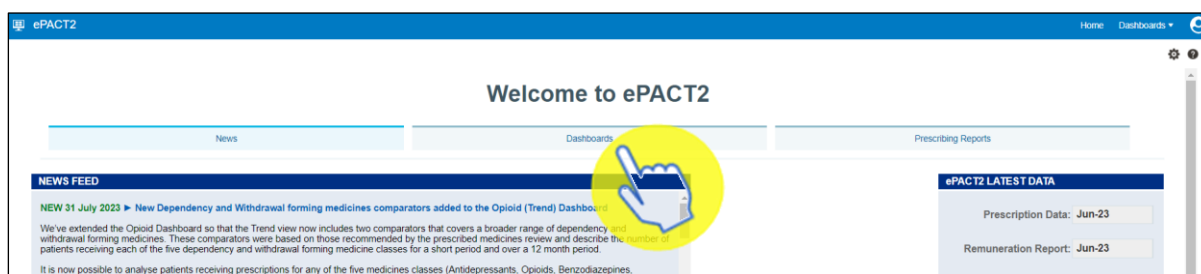 ePACT2
Home Dashboards
Welcome to ePACT2
News Dashboards Prescribing Reports
NEWS FEED
NEW 31 July 2023 ► New Dependency and Withdrawal forming medicines comparators added to the Opioid (Trend) Dashboard
We've extended the Opioid Dashboard so that the Trend view now includes two comparators that covers a broader range of dependency and
withdrawal forming medicines. These comparators were based on those recommended by the prescribed medicines review and describe the number of
patients receiving each of the five dependency and withdrawal forming medicine classes for a short period and over a 12 month period.
It is now possible to analyse patients receiving prescriptions for any of the five medicines classes (Antidepressants, Opioids, Benzodiazepines,
ePACT2 LATEST DATA
Prescription Data: Jun-23
Remuneration Report: Jun-23